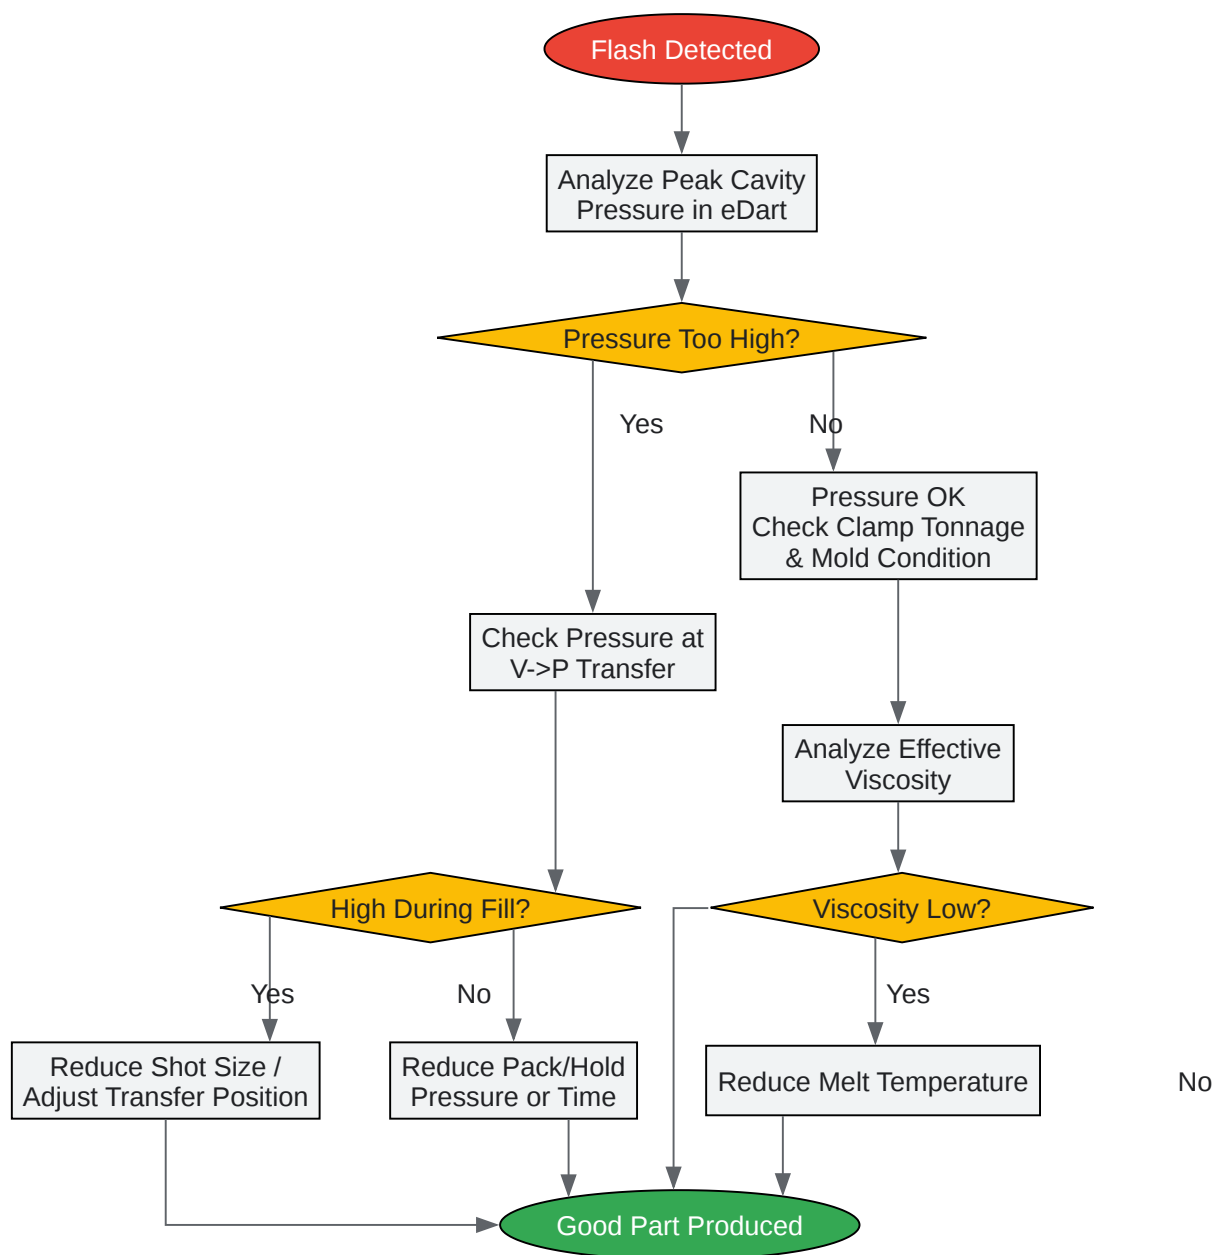 Flash Detected
Analyze Peak Cavity
Pressure in eDart
Pressure Too High?
Yes
No
Pressure OK
Check Clamp Tonnage
& Mold Condition
Check Pressure at
V->P Transfer
Analyze Effective
Viscosity
High During Fill?
Viscosity Low?
Yes
No
Yes
Reduce Shot Size /
Adjust Transfer Position
Reduce Pack/Hold
Pressure or Time
Reduce Melt Temperature
No
Good Part Produced